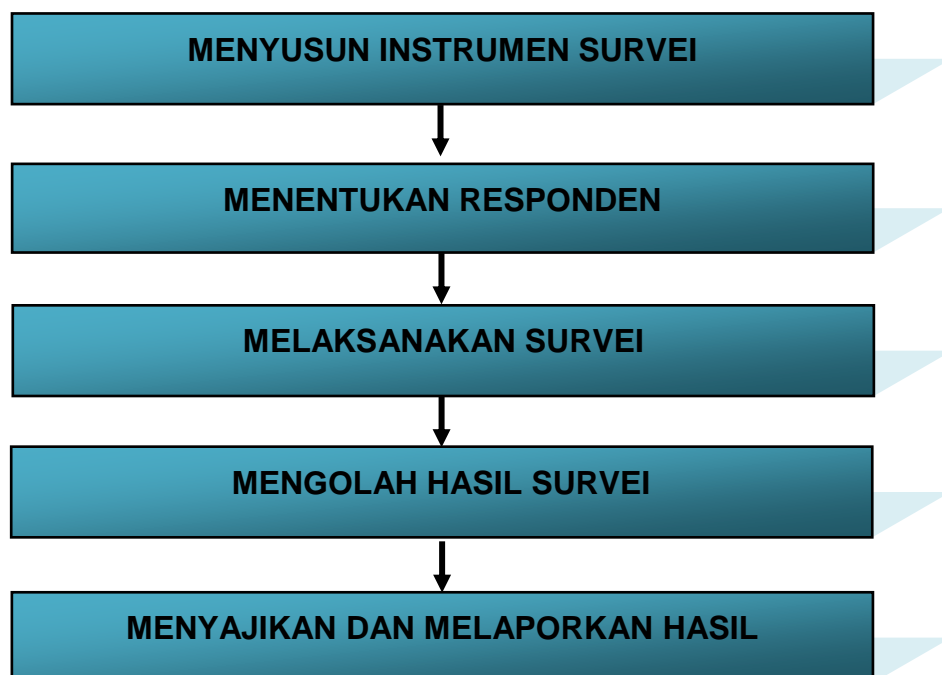 MENYUSUN INSTRUMEN SURVEI
MENENTUKAN RESPONDEN
MELAKSANAKAN SURVEI
MENGOLAH HASIL SURVEI
MENYAJIKAN DAN MELAPORKAN HASIL